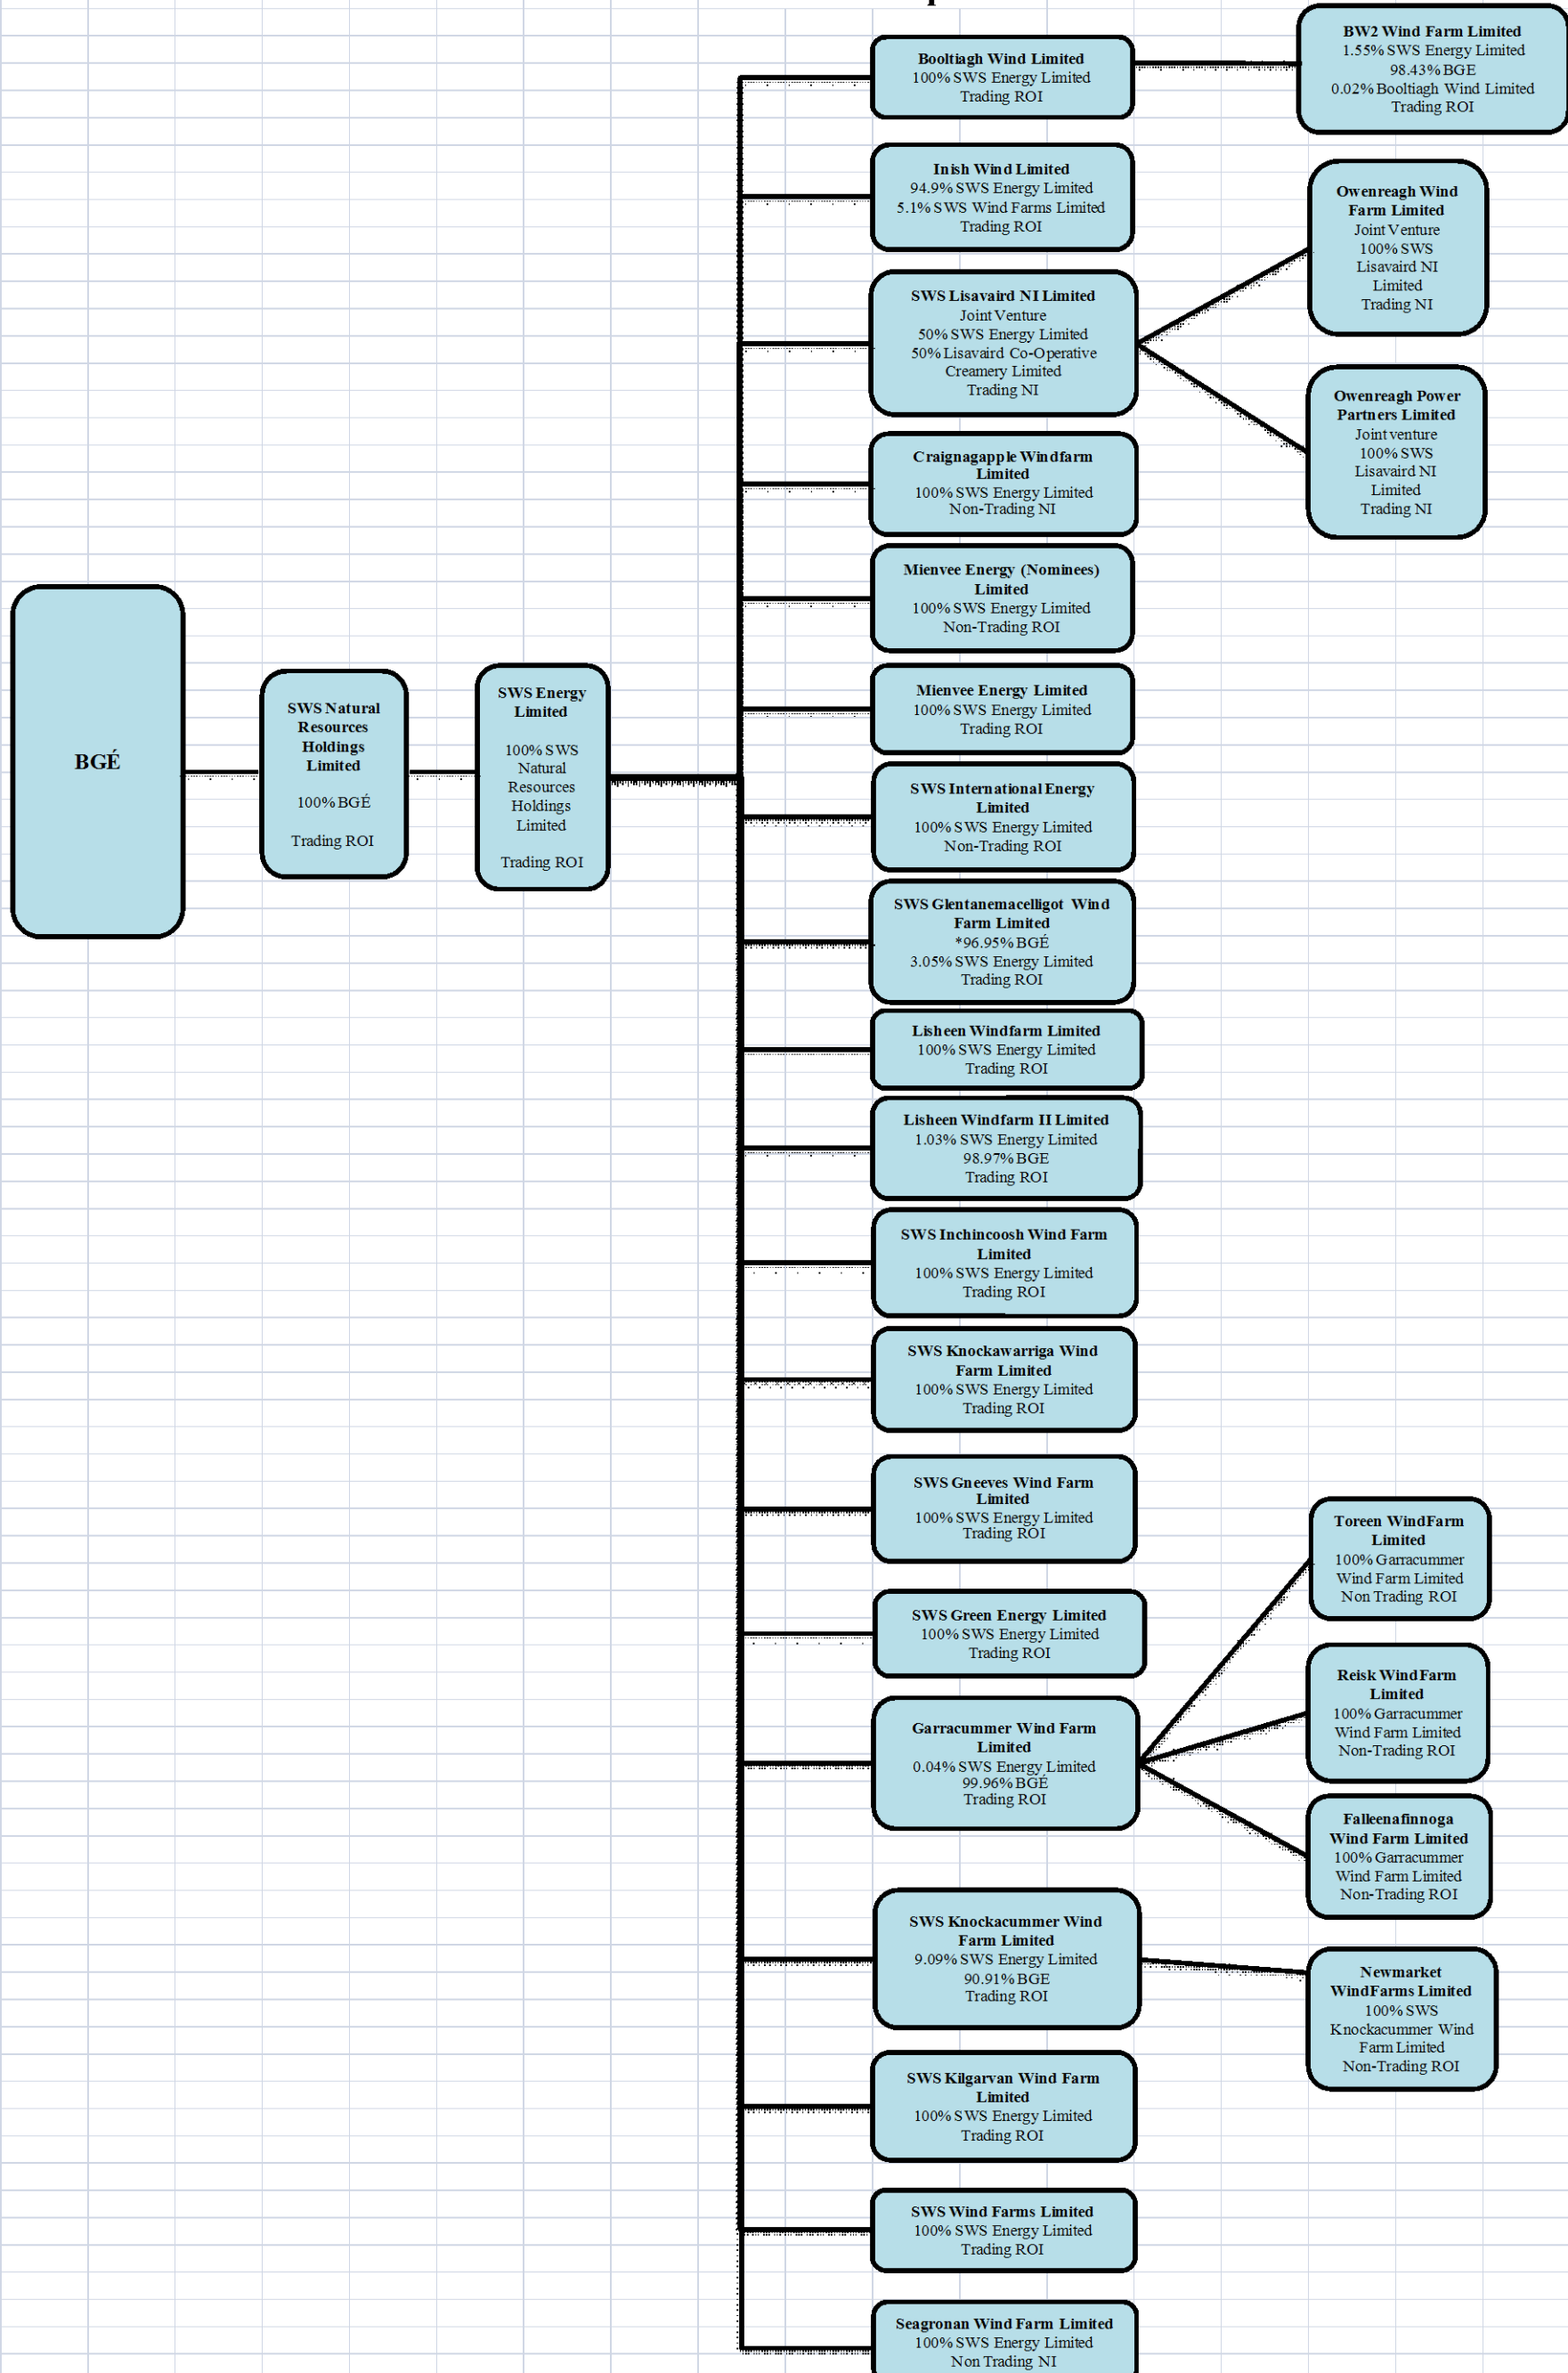 BGÉ
SWS Natural
Resources
Holdings
Limited
100% BGÉ
Trading ROI
SWS Energy
Limited
100% SWS
Natural
Resources
Holdings
Limited
Trading ROI
Booltiagh Wind Limited
100% SWS Energy Limited
Trading ROI
BW2 Wind Farm Limited
1.55% SWS Energy Limited
98.43% BGE
0.02% Booltiagh Wind Limited
Trading ROI
Inish Wind Limited
94.9% SWS Energy Limited
5.1% SWS Wind Farms Limited
Trading ROI
SWS Lisavaird NI Limited
Joint Venture
50% SWS Energy Limited
50% Lisavaird Co-Operative
Creamery Limited
Trading NI
Owenreagh Wind
Farm Limited
Joint Venture
100% SWS
Lisavaird NI
Limited
Trading NI
Owenreagh Power
Partners Limited
Joint venture
100% SWS
Lisavaird NI
Limited
Trading NI
Craignagapple Windfarm
Limited
100% SWS Energy Limited
Non-Trading NI
Mienvee Energy (Nominees)
Limited
100% SWS Energy Limited
Non-Trading ROI
Mienvee Energy Limited
100% SWS Energy Limited
Trading ROI
SWS International Energy
Limited
100% SWS Energy Limited
Non-Trading ROI
SWS Glentanemacelligot Wind
Farm Limited
*96.95% BGÉ
3.05% SWS Energy Limited
Trading ROI
Lisheen Windfarm Limited
100% SWS Energy Limited
Trading ROI
Lisheen Windfarm II Limited
1.03% SWS Energy Limited
98.97% BGE
Trading ROI
SWS Inchincoosh Wind Farm
Limited
100% SWS Energy Limited
Trading ROI
SWS Knockawarriga Wind
Farm Limited
100% SWS Energy Limited
Trading ROI
SWS Gneeves Wind Farm
Limited
100% SWS Energy Limited
Trading ROI
SWS Green Energy Limited
100% SWS Energy Limited
Trading ROI
Garracummer Wind Farm
Limited
0.04% SWS Energy Limited
99.96% BGÉ
Trading ROI
Toreen WindFarm
Limited
100% Garracummer
Wind Farm Limited
Non Trading ROI
Reisk WindFarm
Limited
100% Garracummer
Wind Farm Limited
Non-Trading ROI
Falleenafinnoga
Wind Farm Limited
100% Garracummer
Wind Farm Limited
Non-Trading ROI
SWS Knockacummer Wind
Farm Limited
9.09% SWS Energy Limited
90.91% BGE
Trading ROI
Newmarket
WindFarms Limited
100% SWS
Knockacummer Wind
Farm Limited
Non-Trading ROI
SWS Kilgarvan Wind Farm
Limited
100% SWS Energy Limited
Trading ROI
SWS Wind Farms Limited
100% SWS Energy Limited
Trading ROI
Seagronan Wind Farm Limited
100% SWS Energy Limited
Non Trading NI